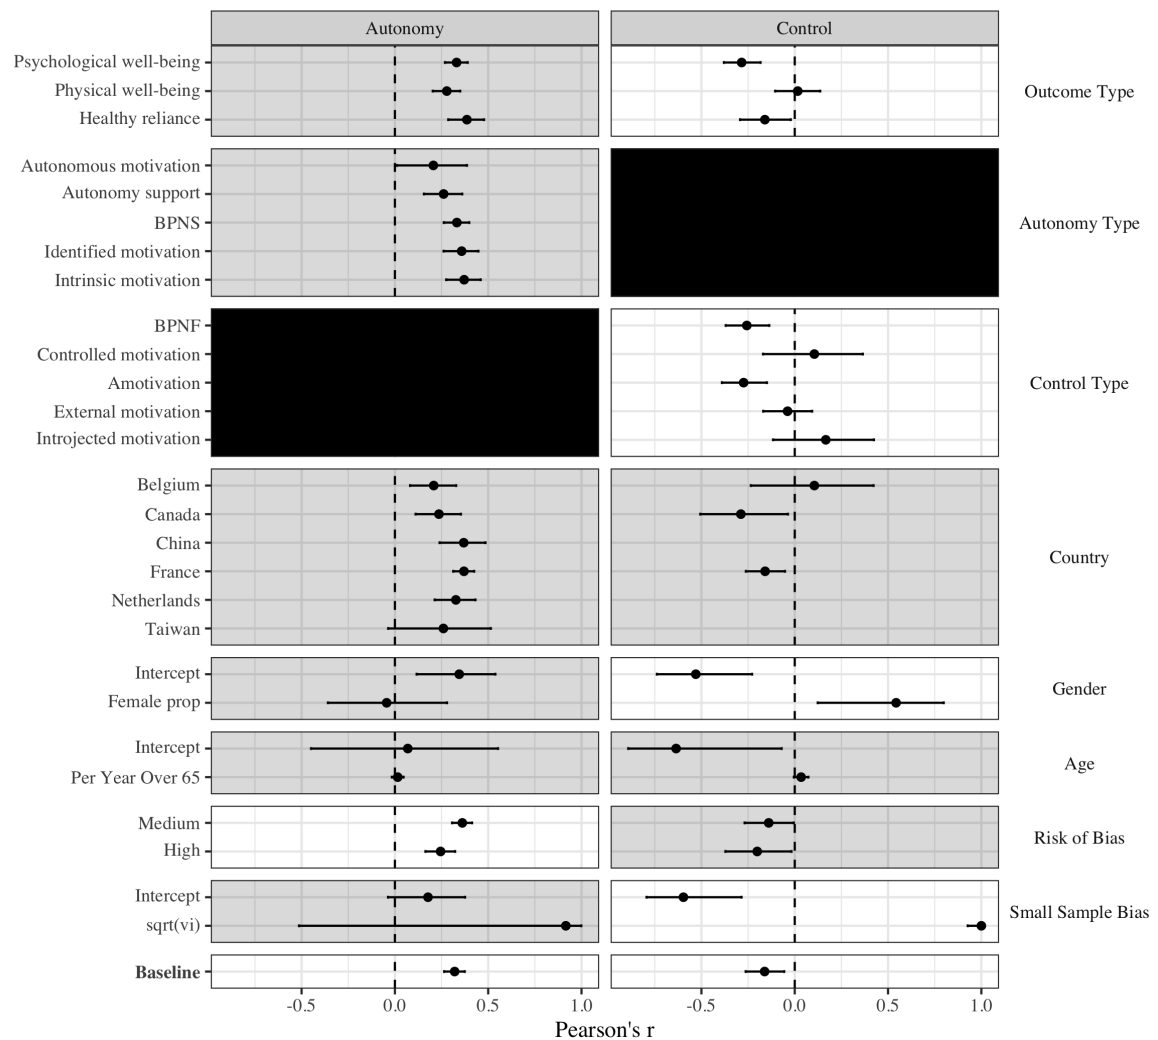 Autonomy Control
Psychological well-being
Physical well-being
Healthy reliance
Outcome Type
Autonomous motivation
Autonomy support
BPNS
Identified motivation
Intrinsic motivation
Autonomy Type
BPNF
Controlled motivation
Amotivation
External motivation
Introjected motivation
Control Type
Belgium
Canada
China
France
Netherlands
Taiwan
Country
Intercept
Female prop
Gender
Intercept
Per Year Over 65
Age
Medium
High
Risk of Bias
Intercept
sqrt(vi)
Small Sample Bias
Baseline
-0.5 0.0 0.5 1.0 -0.5 0.0 0.5 1.0
Pearson's r